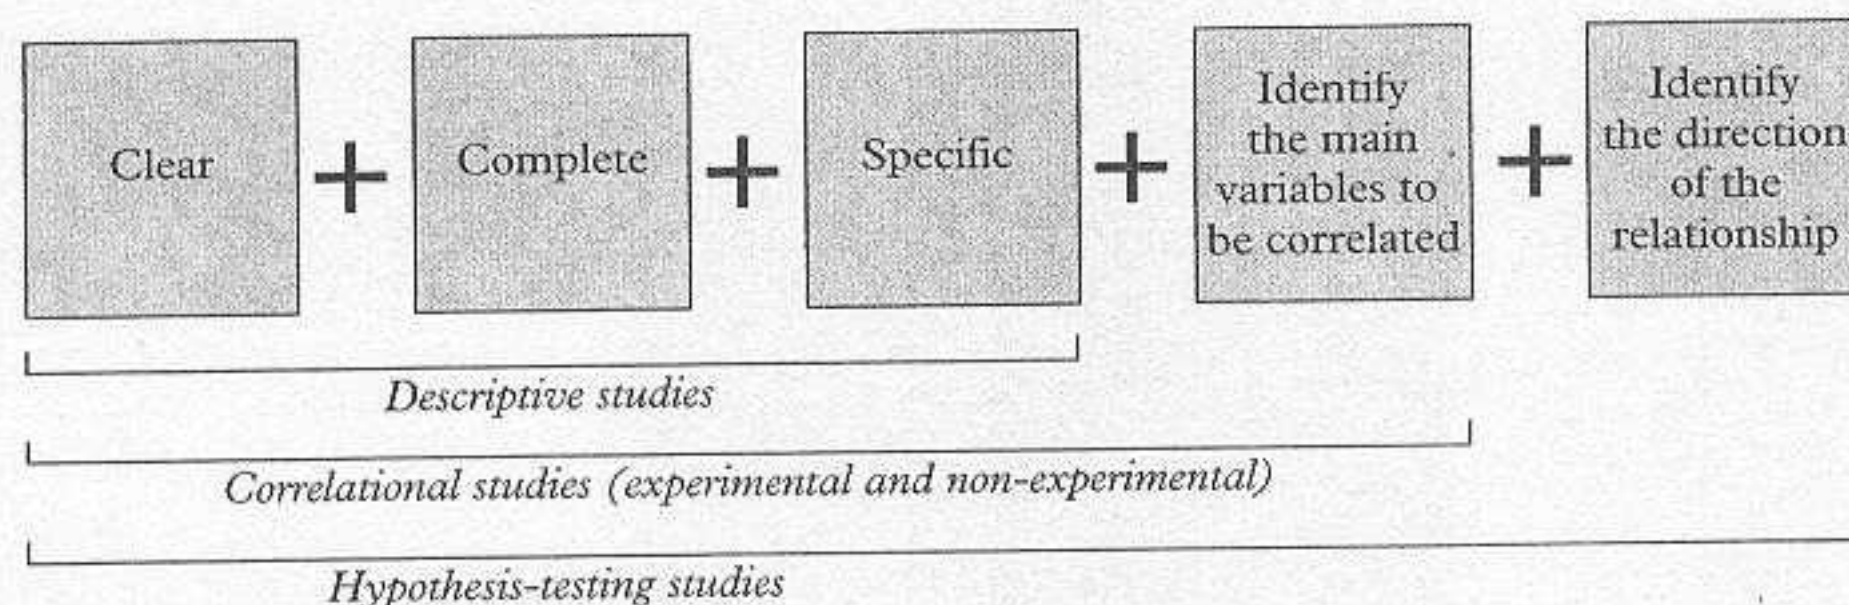 Clear
+
Complete
+
Specific
+
Identify
the main
variables to
be correlated
+
Identify
the direction
of the
relationship
Descriptive studies
Correlational studies (experimental and non-experimental)
Hypothesis-testing studies